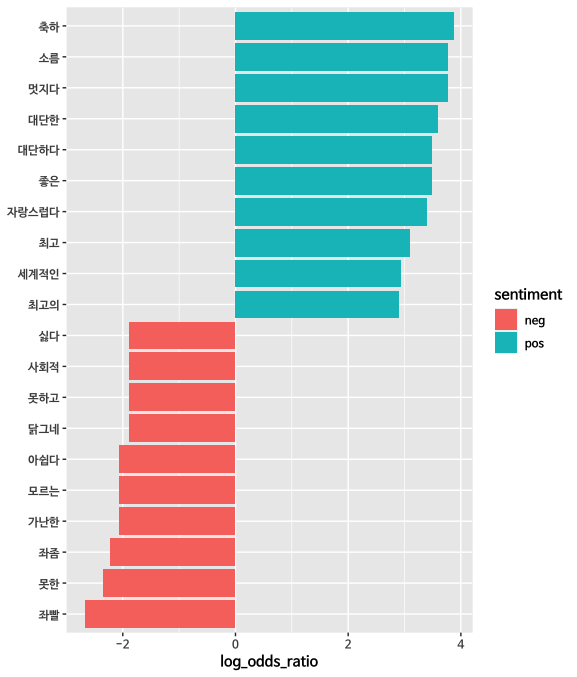 축하
소름
멋지다
대단한
대단하다
좋은
자랑스럽다
최고
세계적인
최고의
싫다
사회적
못하고
닭그네
아쉽다
모르는
가난한
좌좀
못한
좌빨
−2 0 2 4
log_odds_ratio
sentiment
neg
pos